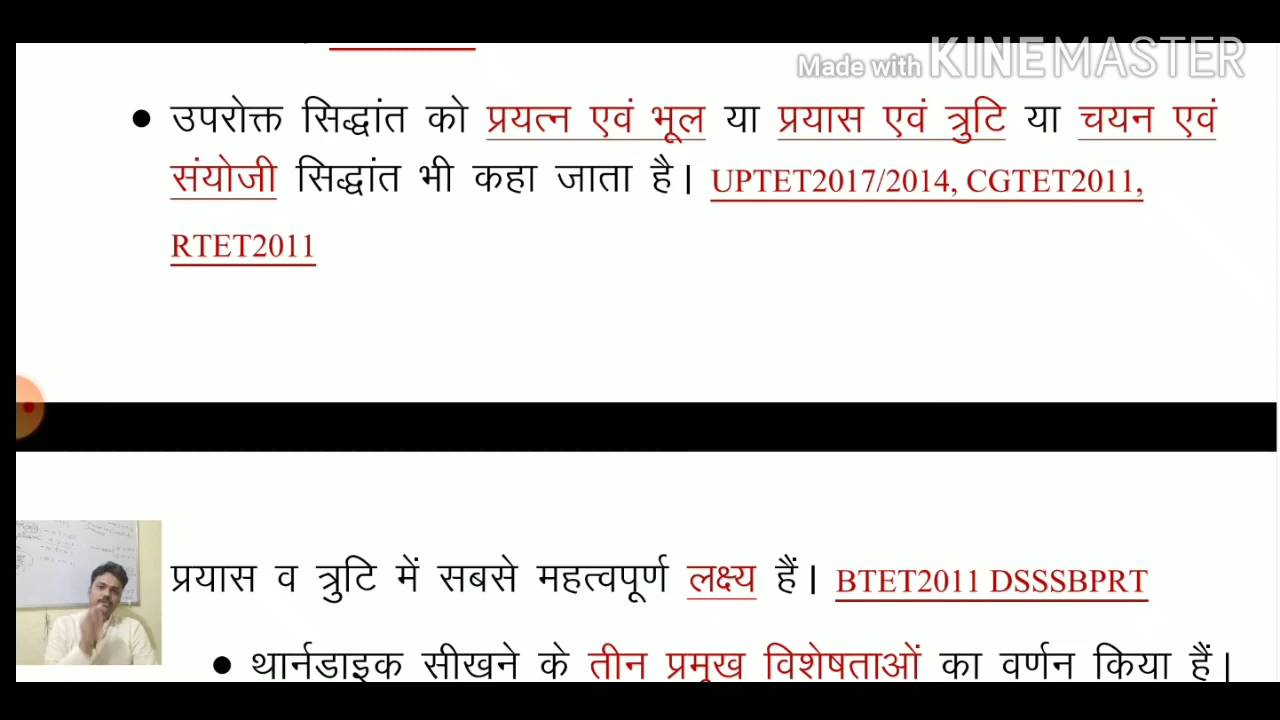 Made with KINEMASTER
• उपरोक्त सिद्धांत को प्रयत्न एवं भूल या प्रयास एवं त्रुटि या चयन एवं
संयोजी सिद्धांत भी कहा जाता है। UPTET2017/2014, CGTET2011,
RTET2011
प्रयास व त्रुटि में सबसे महत्वपूर्ण लक्ष्य हैं। BTET2011 DSSSBPRT
• थार्नडाइक सीखने के तीन प्रमुख विशेषताओं का वर्णन किया हैं।